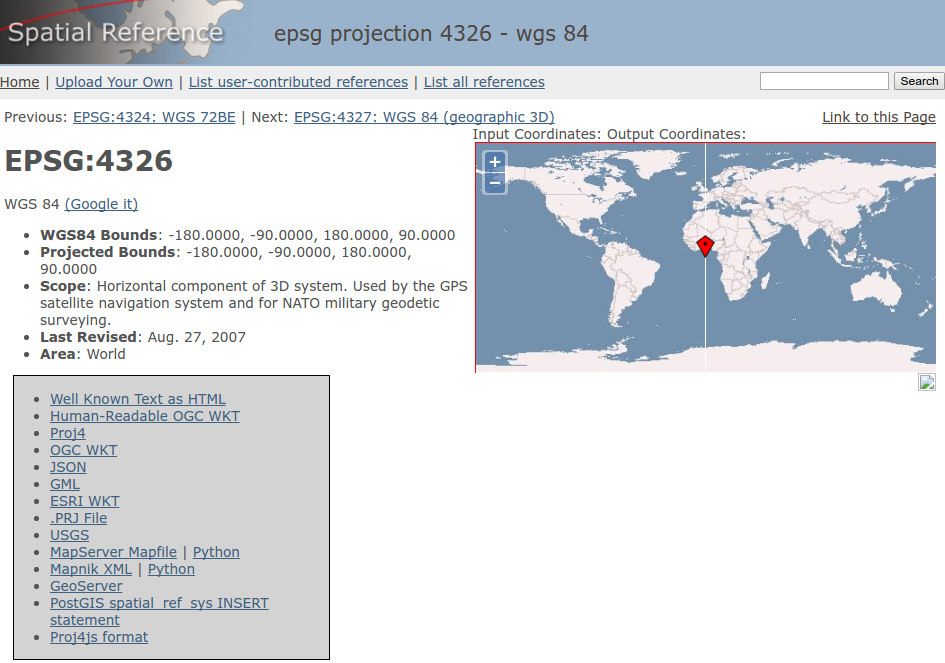 Spatial Reference
epsg projection 4326 - wgs 84
Home | Upload Your Own | List user-contributed references | List all references
Search
Previous: EPSG:4324: WGS 72BE | Next: EPSG:4327: WGS 84 (geographic 3D)
Link to this Page
Input Coordinates: Output Coordinates:
+
−
EPSG:4326
WGS 84 (Google it)
WGS84 Bounds: -180.0000, -90.0000, 180.0000, 90.0000
Projected Bounds: -180.0000, -90.0000, 180.0000,
90.0000
Scope: Horizontal component of 3D system. Used by the GPS
satellite navigation system and for NATO military geodetic
surveying.
Last Revised: Aug. 27, 2007
Area: World
Well Known Text as HTML
Human-Readable OGC WKT
Proj4
OGC WKT
JSON
GML
ESRI WKT
.PRJ File
USGS
MapServer Mapfile | Python
Mapnik XML | Python
GeoServer
PostGIS spatial_ref_sys INSERT
statement
Proj4js format